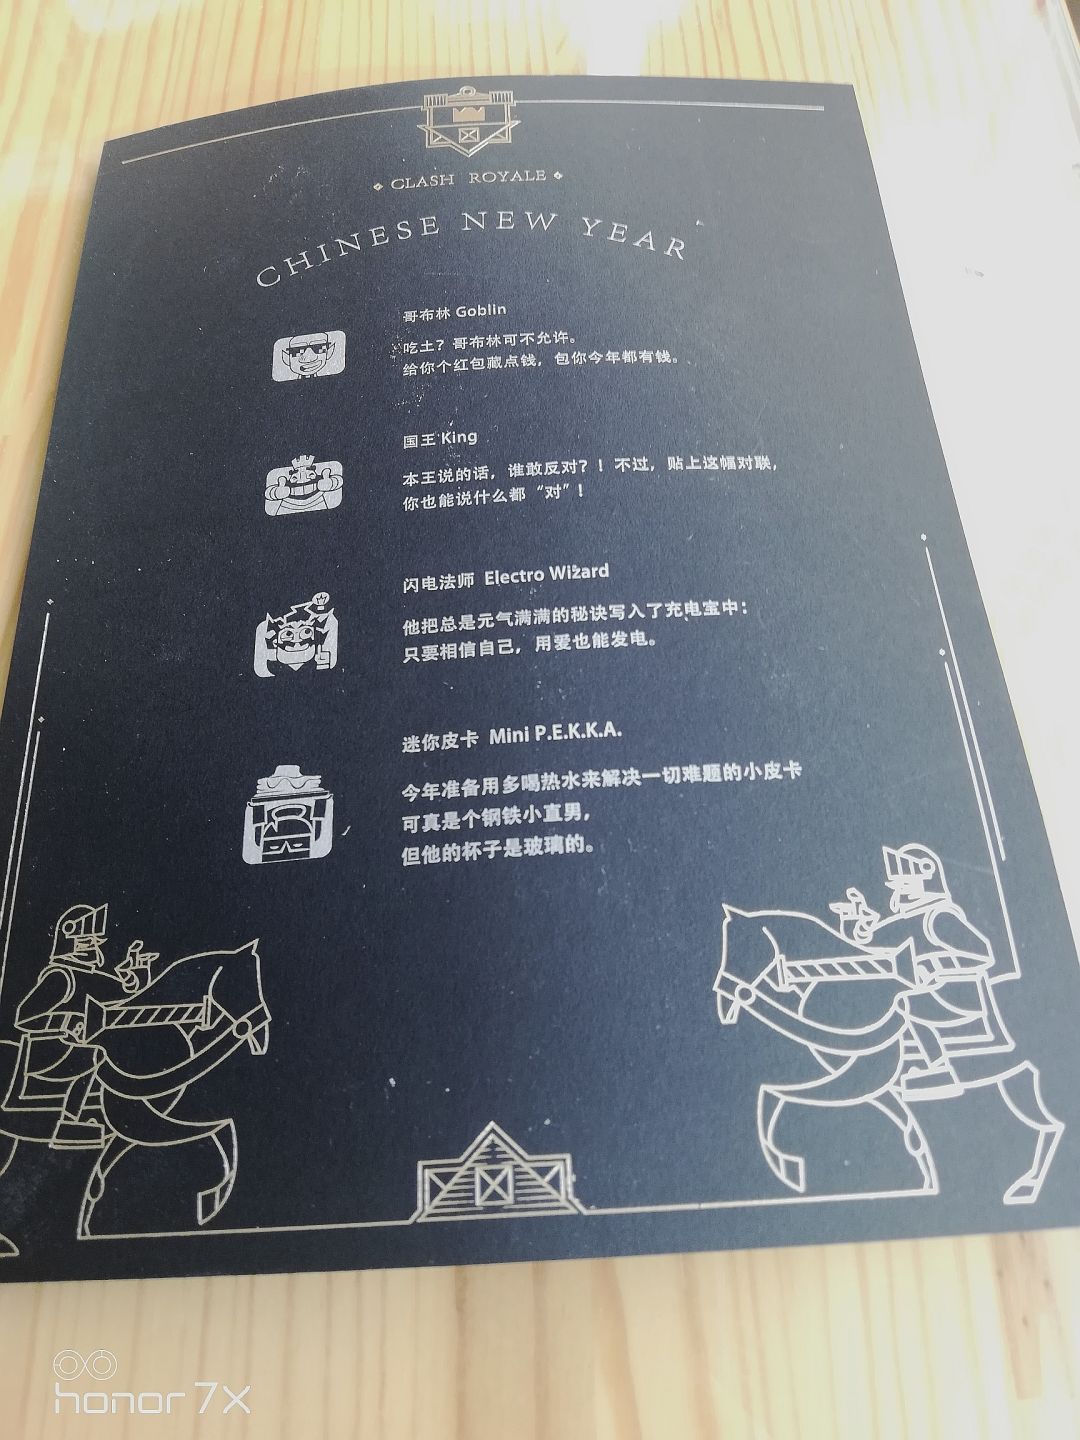 CLASH ROYALE
CHINESE NEW YEAR
哥布林 Goblin
吃土？哥布林可不允许。
给你个红包藏点钱，包你今年都有钱。
国王 King
本王说的话，谁敢反对？！不过，贴上这幅对联，
你也能说什么都“对”！
闪电法师 Electro Wizard
他把总是元气满满的秘诀写入了充电宝中：
只要相信自己，用爱也能发电。
迷你皮卡 Mini P.E.K.K.A.
今年准备用多喝热水来解决一切难题的小皮卡
可真是个钢铁小直男，
但他的杯子是玻璃的。
honor 7X